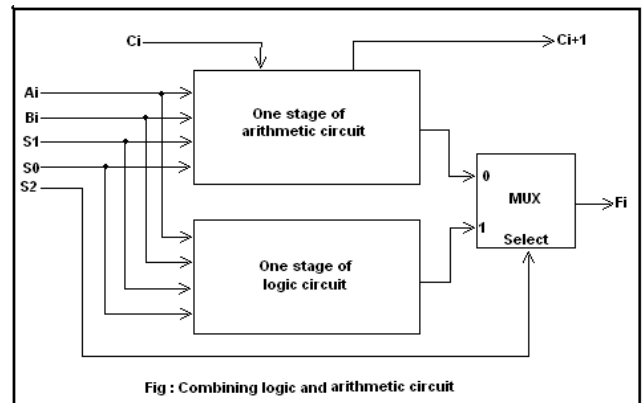 Ci
Ci+1
Ai
Bi
S1
S0
S2
One stage of
arithmetic circuit
0
MUX
Fi
1
Select
One stage of
logic circuit
Fig : Combining logic and arithmetic circuit